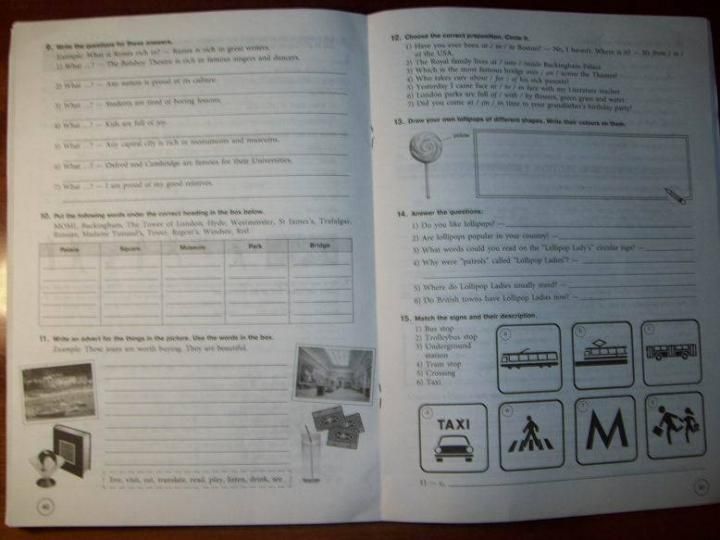 9. Write the questions for these answers.
Example: What is Russia rich in? — Russia is rich in great writers.
1) What ...? — The Bolshoy Theatre is rich in famous singers and dancers.
2) What ...? — Any nation is proud of its culture.
3) What ...? — Students are tired of boring lessons.
4) What ...? — Kids are full of joy.
5) What ...? — Any capital city is rich in monuments and museums.
6) What ...? — Oxford and Cambridge are famous for their Universities.
7) What ...? — I am proud of my good relatives.
10. Put the following words under the correct heading in the box below.
MOMI, Buckingham, The Tower of London, Hyde, Westminster, St James's, Trafalgar,
Russian, Madame Tussaud's, Tower, Regent's, Windsor, Red
Palace Square Museum Park Bridge
11. Write an advert for the things in the picture. Use the words in the box.
Example: These jeans are worth buying. They are beautiful.
live, visit, eat, translate, read, play, listen, drink, see
12. Choose the correct preposition. Circle it.
1) Have you ever been at / to / in Boston? — No, I haven't. Where is it? — It's from / in /
at the USA.
2) The Royal family lives at / into / inside Buckingham Palace.
3) Which is the most famous bridge over / on / across the Thames?
4) Who takes care about / for / of his sick parents?
5) Yesterday I came face at / to / in face with my Literature teacher.
6) London parks are full of / with / by flowers, green grass and water.
7) Did you come at / on / in time to your grandfather's birthday party?
13. Draw your own lollipops of different shapes. Write their colours on them.
yellow
14. Answer the questions:
1) Do you like lollipops? —
2) Are lollipops popular in your country? —
3) What words could you read on the "Lollipop Lady's" circular sign? —
4) Why were "patrols" called "Lollipop Ladies"? —
5) Where do Lollipop Ladies usually stand? —
6) Do British towns have Lollipop Ladies now? —
15. Match the signs and their description.
1) Bus stop
2) Trolleybus stop
3) Underground
station
4) Tram stop
5) Crossing
6) Taxi
a b c
TAXI
M
1) — c,